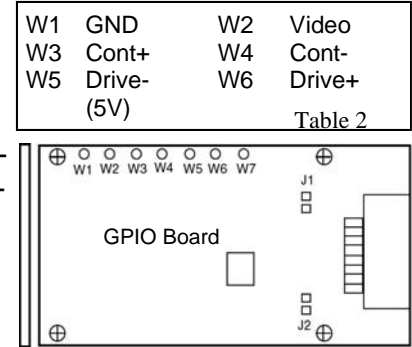 W1 GND W2 Video
W3 Cont+ W4 Cont-
W5 Drive- W6 Drive+
(5V)
Table 2
W1 W2 W3 W4 W5 W6 W7
J1
GPIO Board
J2